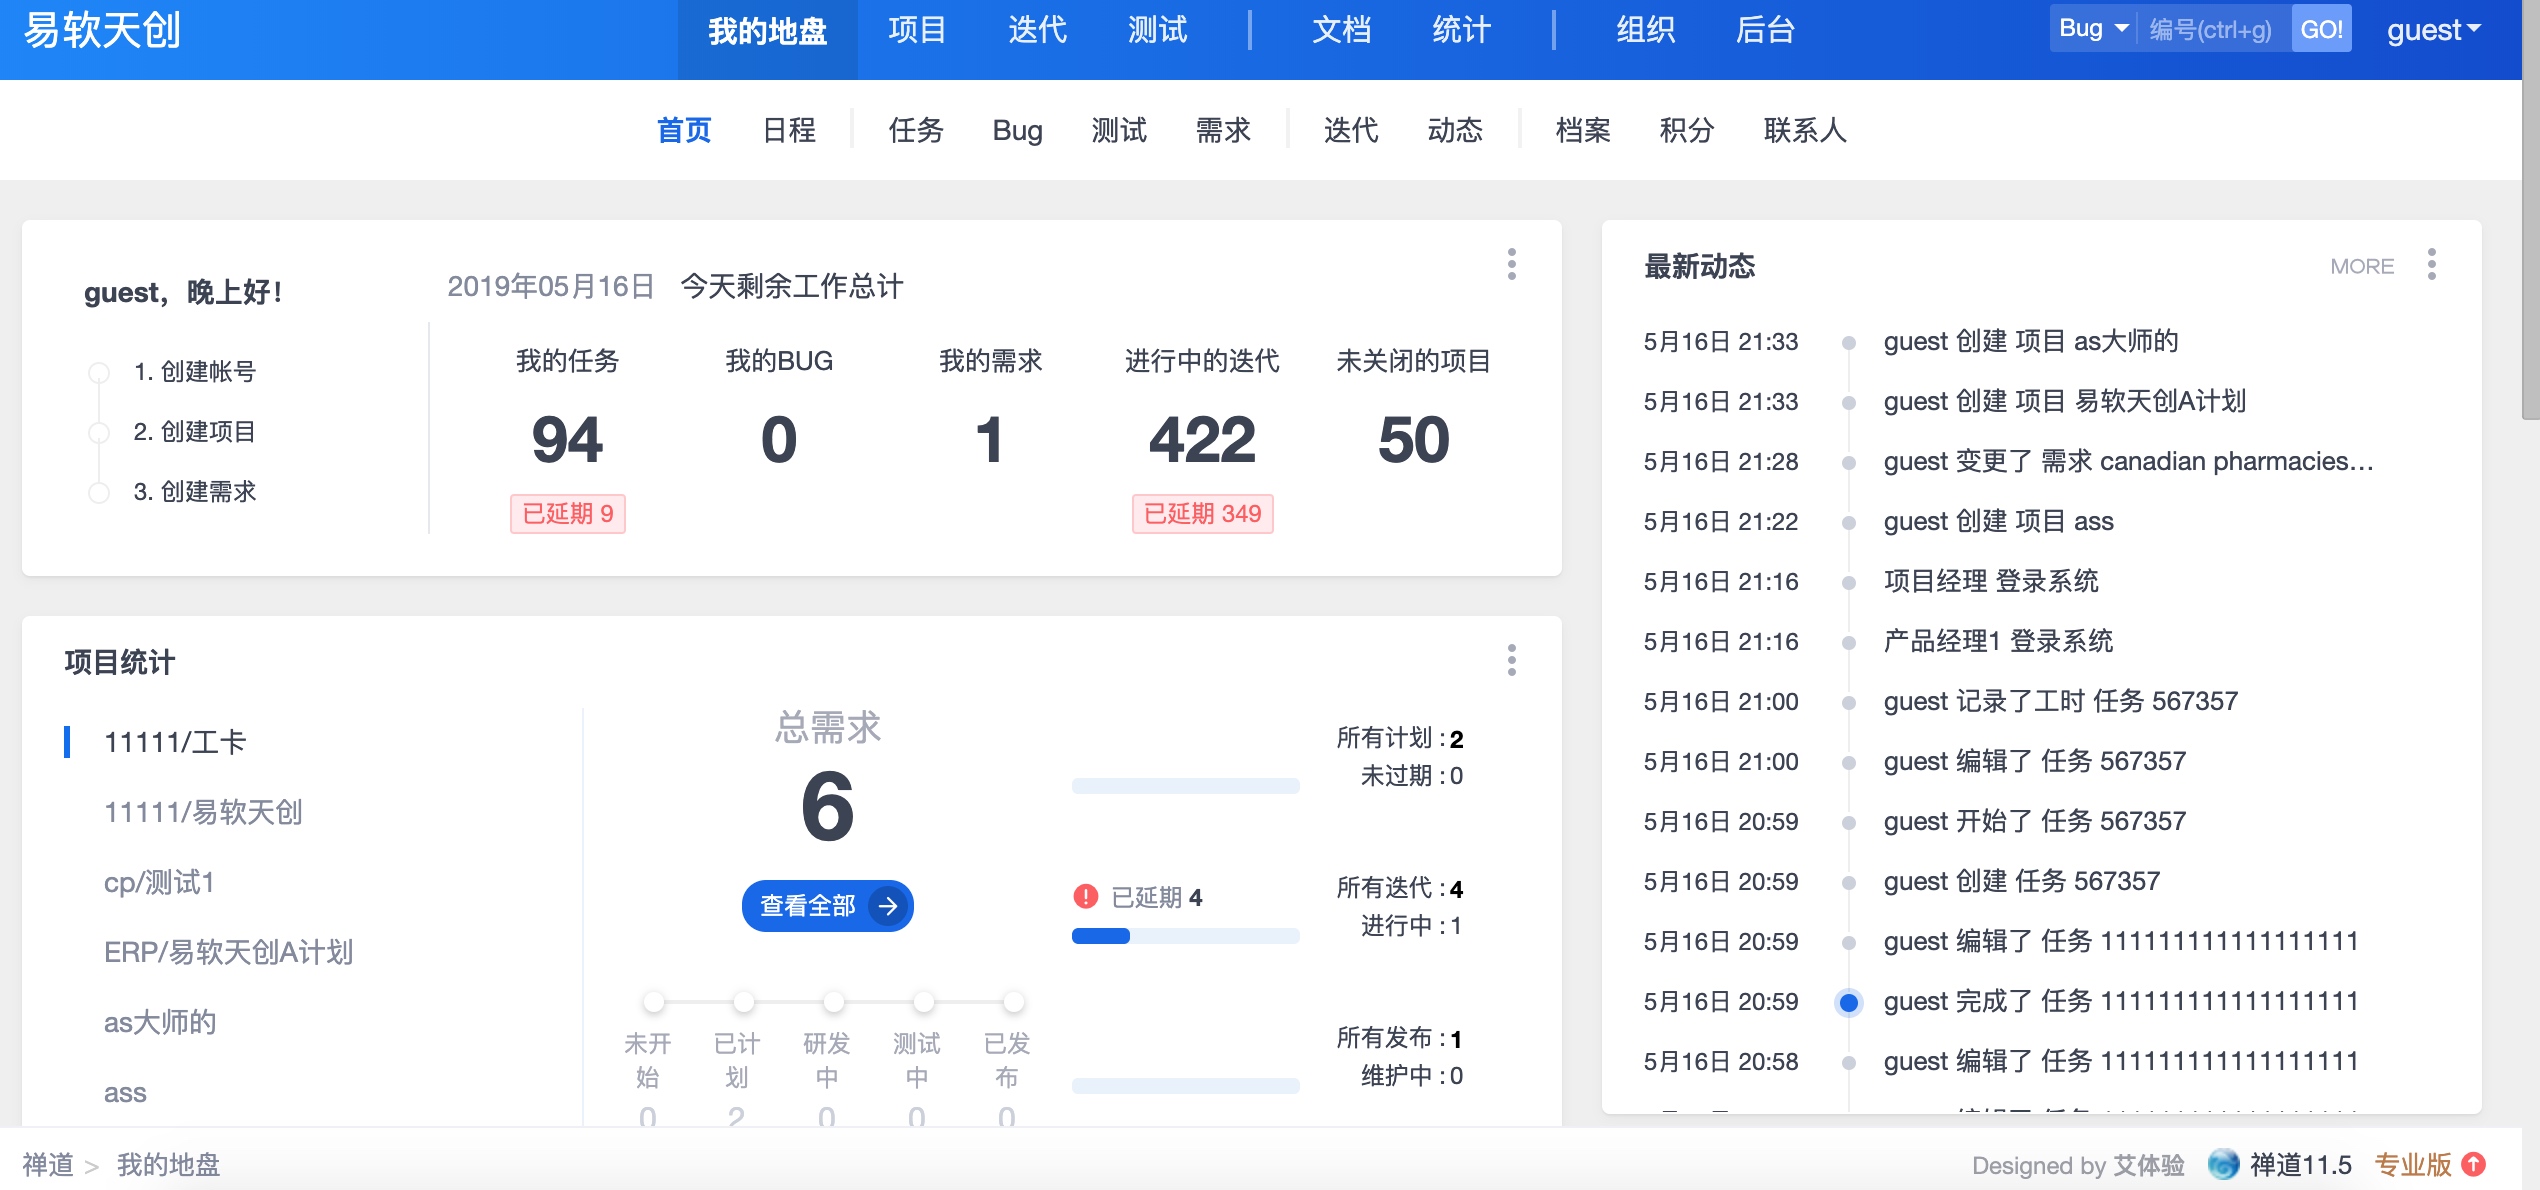 易软天创
我的地盘 项目 迭代 测试 文档 统计 组织 后台
Bug 编号(ctrl+g) GO! guest
首页 日程 任务 Bug 测试 需求 迭代 动态 档案 积分 联系人
guest，晚上好！
1. 创建帐号
2. 创建项目
3. 创建需求
2019年05月16日 今天剩余工作总计
我的任务 我的BUG 我的需求 进行中的迭代 未关闭的项目
94 0 1 422 50
已延期 9 已延期 349
项目统计
11111/工卡
11111/易软天创
cp/测试1
ERP/易软天创A计划
as大师的
ass
总需求
6
查看全部
未开始 已计划 研发中 测试中 已发布
0 2 0 0 0
所有计划 : 2
未过期 : 0
已延期 4
所有迭代 : 4
进行中 : 1
所有发布 : 1
维护中 : 0
最新动态 MORE
5月16日 21:33 guest 创建 项目 as大师的
5月16日 21:33 guest 创建 项目 易软天创A计划
5月16日 21:28 guest 变更了 需求 canadian pharmacies…
5月16日 21:22 guest 创建 项目 ass
5月16日 21:16 项目经理 登录系统
5月16日 21:16 产品经理1 登录系统
5月16日 21:00 guest 记录了工时 任务 567357
5月16日 21:00 guest 编辑了 任务 567357
5月16日 20:59 guest 开始了 任务 567357
5月16日 20:59 guest 创建 任务 567357
5月16日 20:59 guest 编辑了 任务 111111111111111111
5月16日 20:59 guest 完成了 任务 111111111111111111
5月16日 20:58 guest 编辑了 任务 111111111111111111
禅道 > 我的地盘
Designed by 艾体验 禅道11.5 专业版